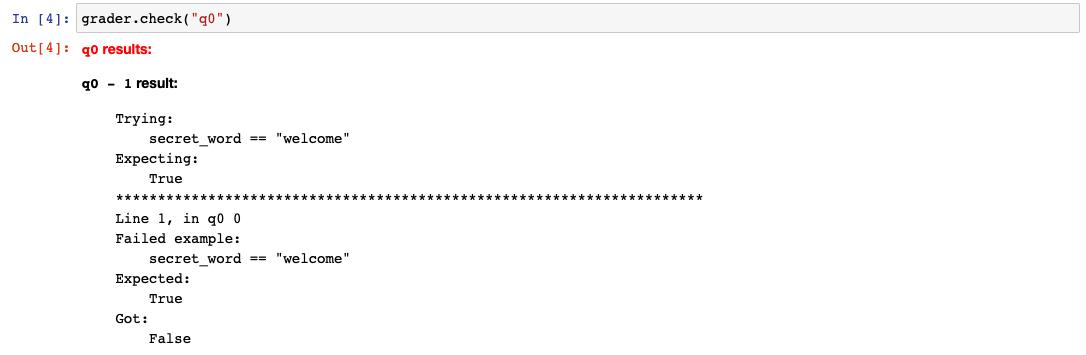 In [4]: grader.check("q0")
Out[4]: q0 results:
q0 - 1 result:
Trying:
secret_word == "welcome"
Expecting:
True
**********************************************************************
Line 1, in q0 0
Failed example:
secret_word == "welcome"
Expected:
True
Got:
False